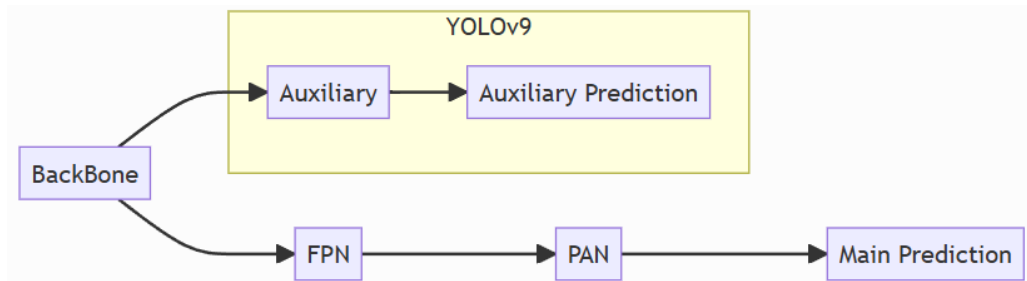 YOLOv9
Auxiliary
Auxiliary Prediction
BackBone
FPN
PAN
Main Prediction